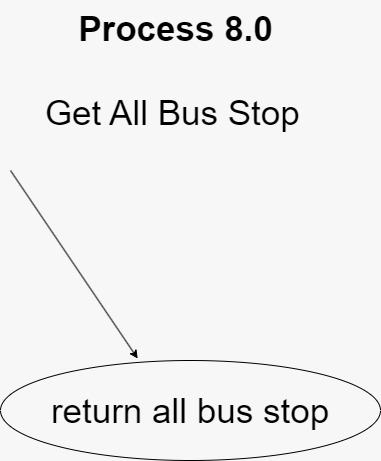 Process 8.0
Get All Bus Stop
return all bus stop